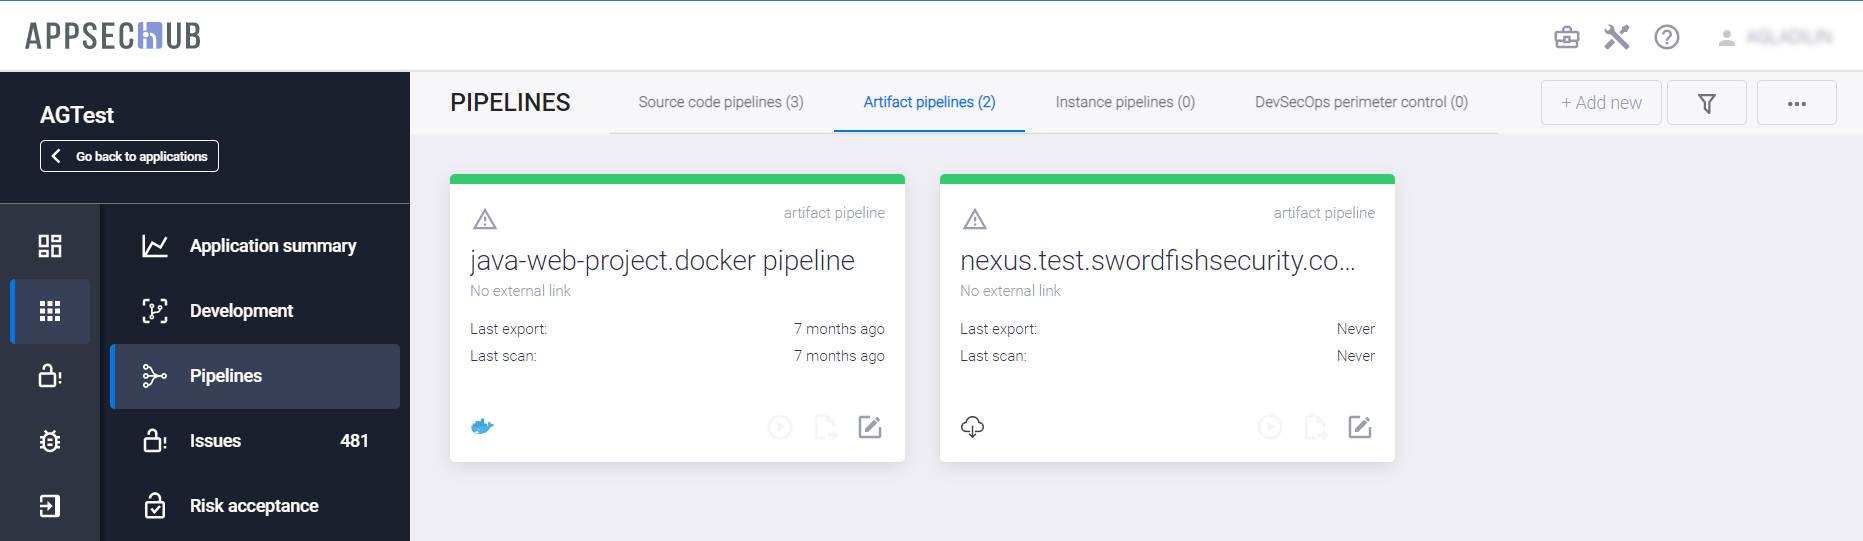 APPSECHUB
AGTest
Go back to applications
Application summary
Development
Pipelines
Issues 481
Risk acceptance
PIPELINES
Source code pipelines (3)
Artifact pipelines (2)
Instance pipelines (0)
DevSecOps perimeter control (0)
+ Add new
artifact pipeline
java-web-project.docker pipeline
No external link
Last export: 7 months ago
Last scan: 7 months ago
artifact pipeline
nexus.test.swordfishsecurity.co...
No external link
Last export: Never
Last scan: Never